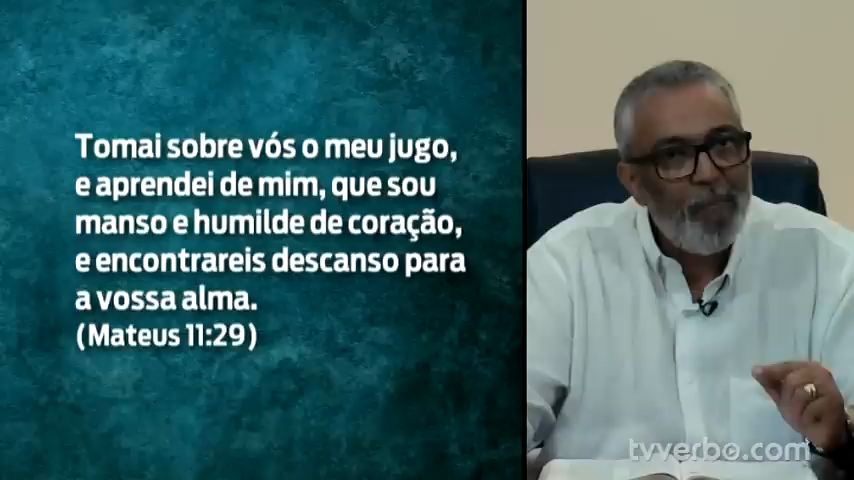 Tomai sobre vós o meu jugo,
e aprendei de mim, que sou
manso e humilde de coração,
e encontrareis descanso para
a vossa alma.
(Mateus 11:29)
tvverbo.com